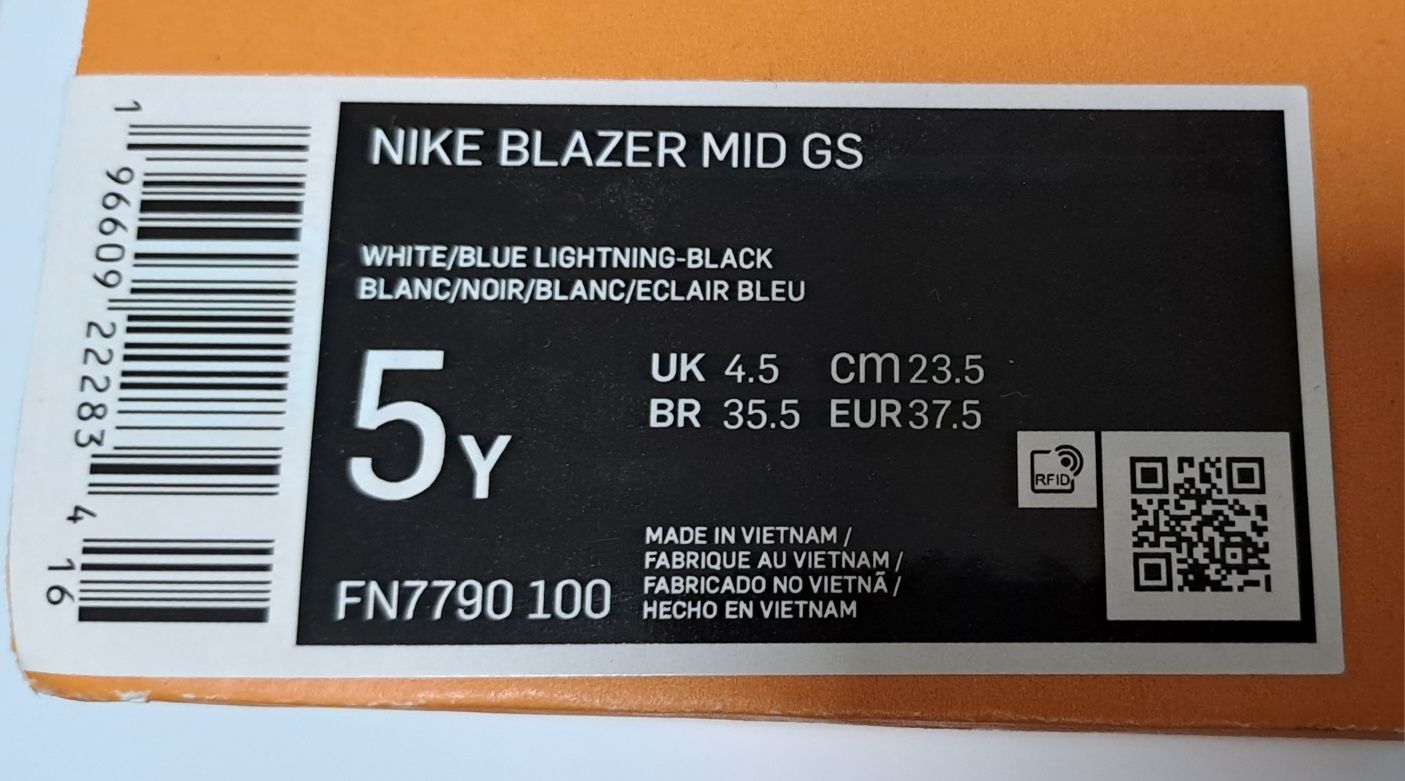 NIKE BLAZER MID GS
WHITE/BLUE LIGHTNING-BLACK
BLANC/NOIR/BLANC/ECLAIR BLEU
5Y
UK 4.5 cm 23.5
BR 35.5 EUR 37.5
RFID
MADE IN VIETNAM /
FABRIQUE AU VIETNAM /
FABRICADO NO VIETNÃ /
HECHO EN VIETNAM
FN7790 100
1 96609 22283 4 16